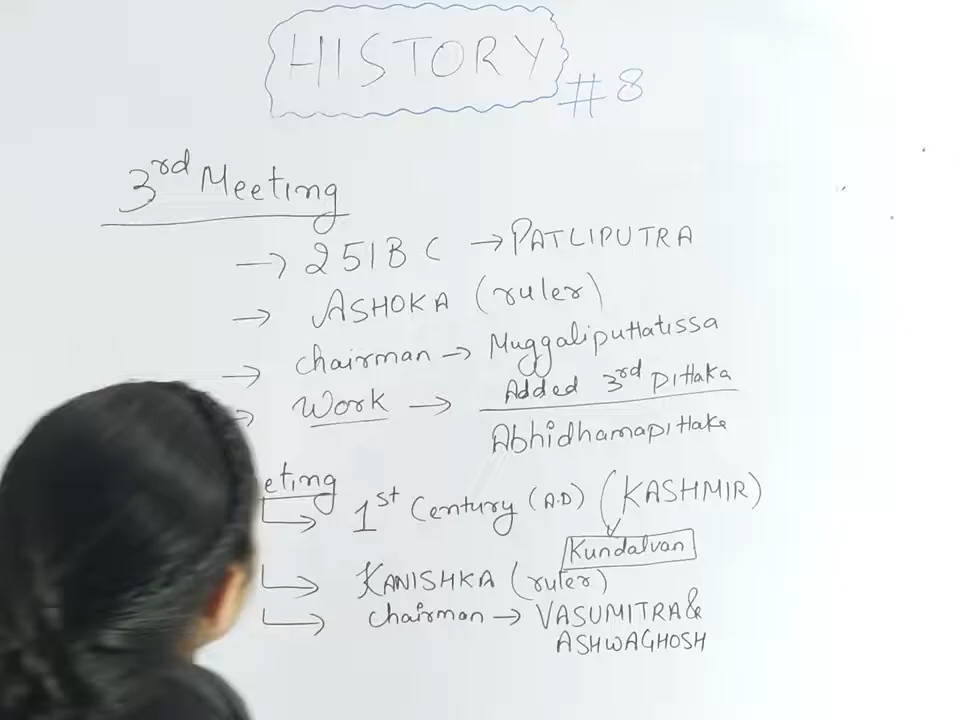 HISTORY
#8
3rd Meeting
→ 251BC → PATLIPUTRA
→ ASHOKA (ruler)
→ chairman → Muggaliputtatissa
→ Work → Added 3rd pittaka
Abhidhamapittake
eting
→ 1st Century (A.D) (KASHMIR)
Kundalvan
→ KANISHKA (ruler)
→ chairman → VASUMITRA &
ASHWAGHOSH